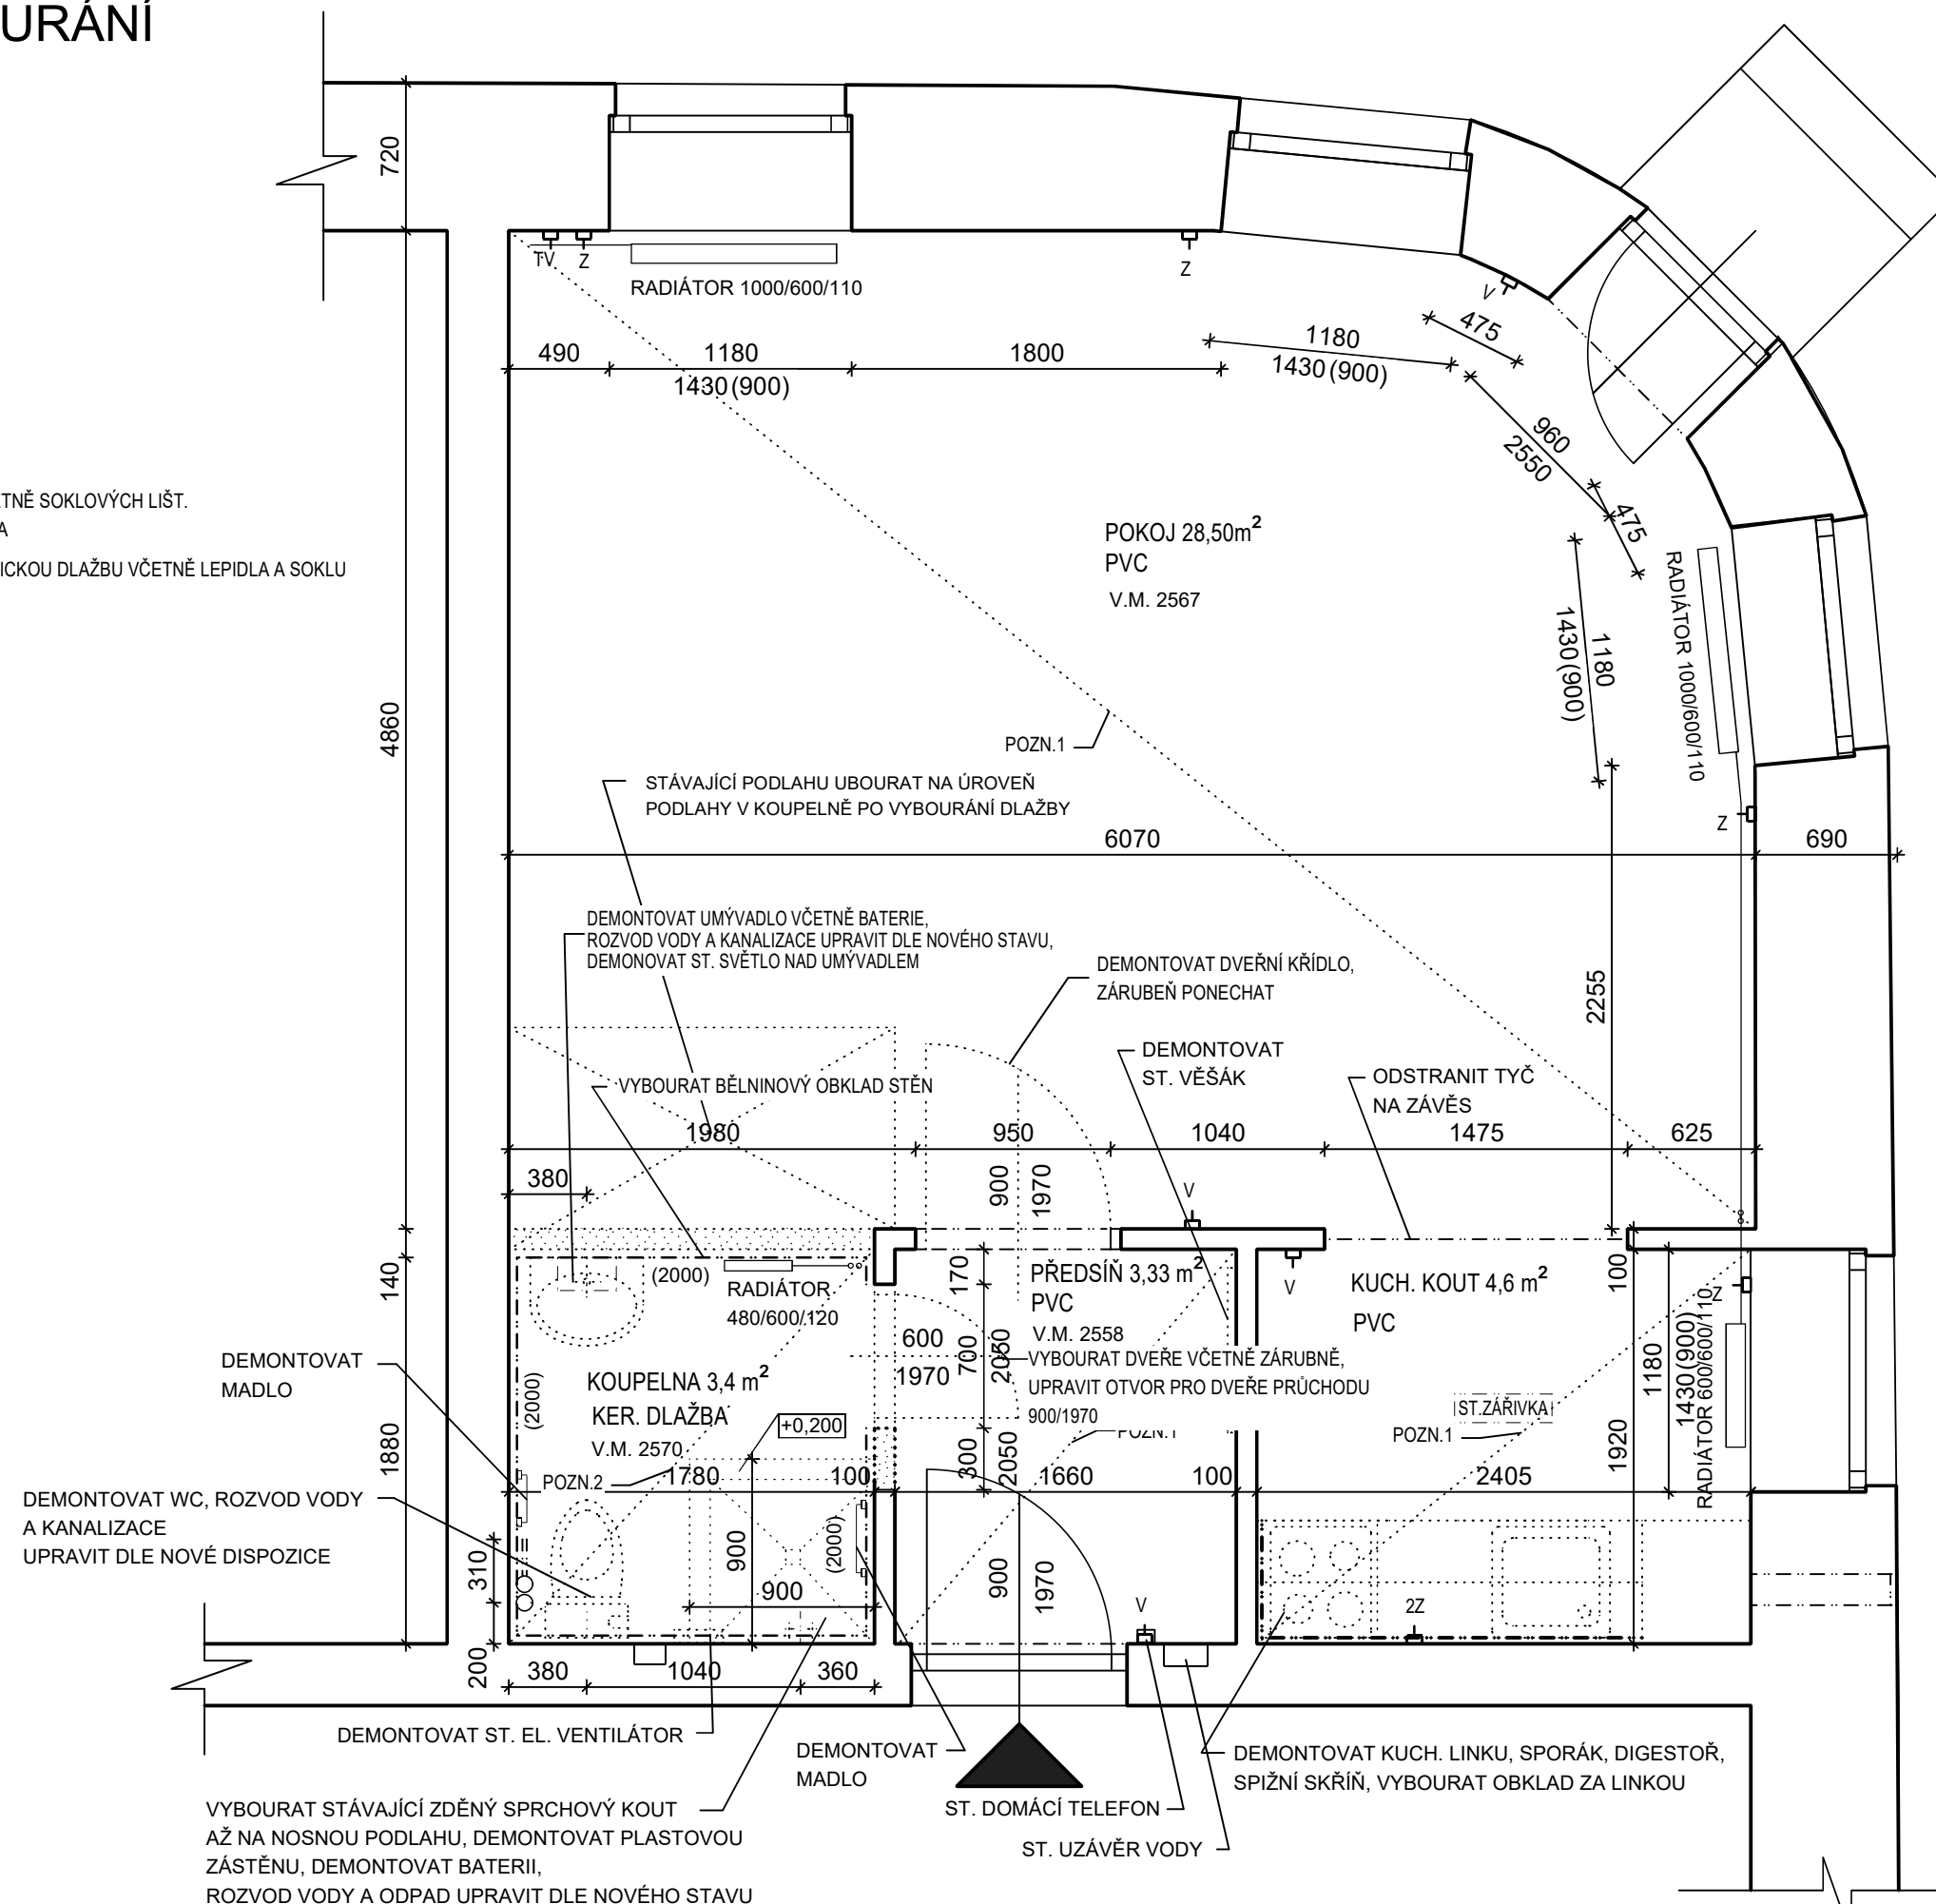 URÁNÍ
720
TV
Z
RADIÁTOR 1000/600/110
Z
V
490
1180
1430(900)
1800
1180
1430(900)
475
960
2550
475
TNĚ SOKLOVÝCH LIŠT.
A
ICKOU DLAŽBU VČETNĚ LEPIDLA A SOKLU
POKOJ 28,50m²
PVC
V.M. 2567
RADIÁTOR 1000/600/110
1180
1430(900)
4860
POZN.1
STÁVAJÍCÍ PODLAHU UBOURAT NA ÚROVEŇ
PODLAHY V KOUPELNĚ PO VYBOURÁNÍ DLAŽBY
6070
690
Z
DEMONTOVAT UMÝVADLO VČETNĚ BATERIE,
ROZVOD VODY A KANALIZACE UPRAVIT DLE NOVÉHO STAVU,
DEMONOVAT ST. SVĚTLO NAD UMÝVADLEM
DEMONTOVAT DVEŘNÍ KŘÍDLO,
ZÁRUBEŇ PONECHAT
2255
DEMONTOVAT
ST. VĚŠÁK
ODSTRANIT TYČ
NA ZÁVĚS
VYBOURAT BĚLNINOVÝ OBKLAD STĚN
1980
950
1040
1475
625
380
900
1970
V
140
(2000)
RADIÁTOR
480/600/120
170
PŘEDSÍŇ 3,33 m²
PVC
V.M. 2558
V
KUCH. KOUT 4,6 m²
PVC
100
Z
600
1970
700
2050
VYBOURAT DVEŘE VČETNĚ ZÁRUBNĚ,
UPRAVIT OTVOR PRO DVEŘE PRŮCHODU
900/1970
POZN.1
1180
1430(900)
RADIÁTOR 600/600/110
DEMONTOVAT
MADLO
(2000)
KOUPELNA 3,4 m²
KER. DLAŽBA
V.M. 2570
+0,200
ST.ZÁŘIVKA
POZN.1
1880
POZN.2
1780
100
300
2050
1660
100
2405
1920
DEMONTOVAT WC, ROZVOD VODY
A KANALIZACE
UPRAVIT DLE NOVÉ DISPOZICE
310
900
(2000)
900
900
1970
V
2Z
200
380
1040
360
DEMONTOVAT ST. EL. VENTILÁTOR
DEMONTOVAT
MADLO
DEMONTOVAT KUCH. LINKU, SPORÁK, DIGESTOŘ,
SPIŽNÍ SKŘÍŇ, VYBOURAT OBKLAD ZA LINKOU
ST. DOMÁCÍ TELEFON
ST. UZÁVĚR VODY
VYBOURAT STÁVAJÍCÍ ZDĚNÝ SPRCHOVÝ KOUT
AŽ NA NOSNOU PODLAHU, DEMONTOVAT PLASTOVOU
ZÁSTĚNU, DEMONTOVAT BATERII,
ROZVOD VODY A ODPAD UPRAVIT DLE NOVÉHO STAVU